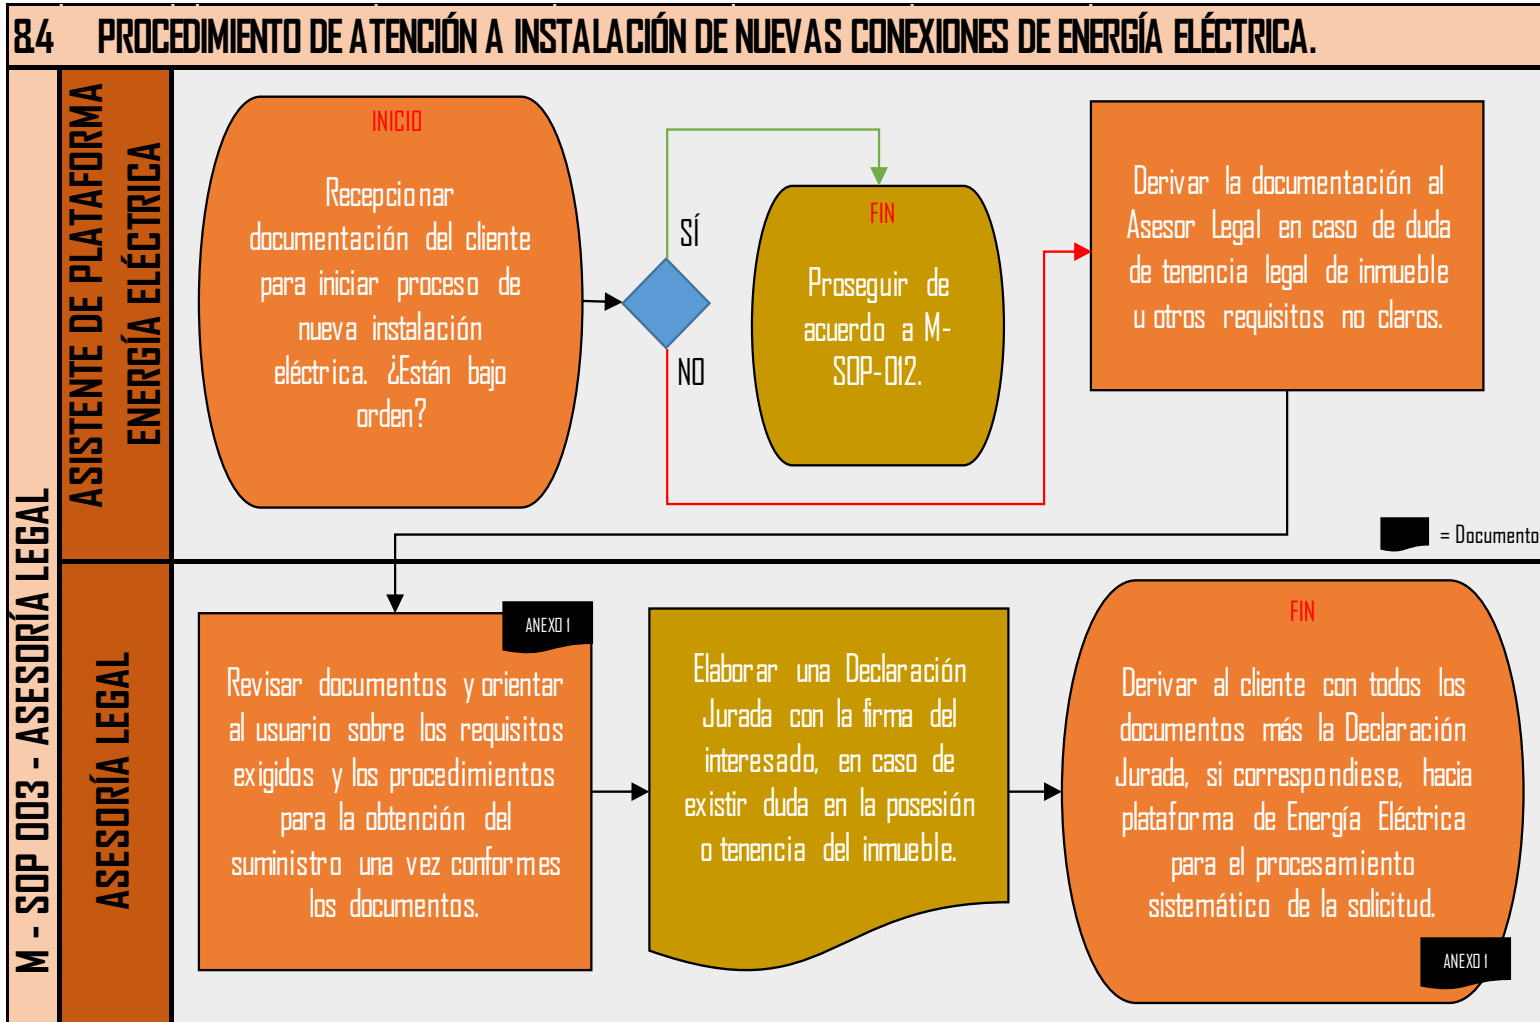 8.4 PROCEDIMIENTO DE ATENCIÓN A INSTALACIÓN DE NUEVAS CONEXIONES DE ENERGÍA ELÉCTRICA.
M - SOP 003 - ASESORÍA LEGAL
ASISTENTE DE PLATAFORMA
ENERGÍA ELÉCTRICA
INICIO
Recepcionar
documentación del cliente
para iniciar proceso de
nueva instalación
eléctrica. ¿Están bajo
orden?
SÍ
NO
FIN
Proseguir de
acuerdo a M-
SOP-012.
Derivar la documentación al
Asesor Legal en caso de duda
de tenencia legal de inmueble
u otros requisitos no claros.
= Documento
ASESORÍA LEGAL
ANEXO 1
Revisar documentos y orientar
al usuario sobre los requisitos
exigidos y los procedimientos
para la obtención del
suministro una vez conformes
los documentos.
Elaborar una Declaración
Jurada con la firma del
interesado, en caso de
existir duda en la posesión
o tenencia del inmueble.
FIN
Derivar al cliente con todos los
documentos más la Declaración
Jurada, si correspondiese, hacia
plataforma de Energía Eléctrica
para el procesamiento
sistemático de la solicitud.
ANEXO 1